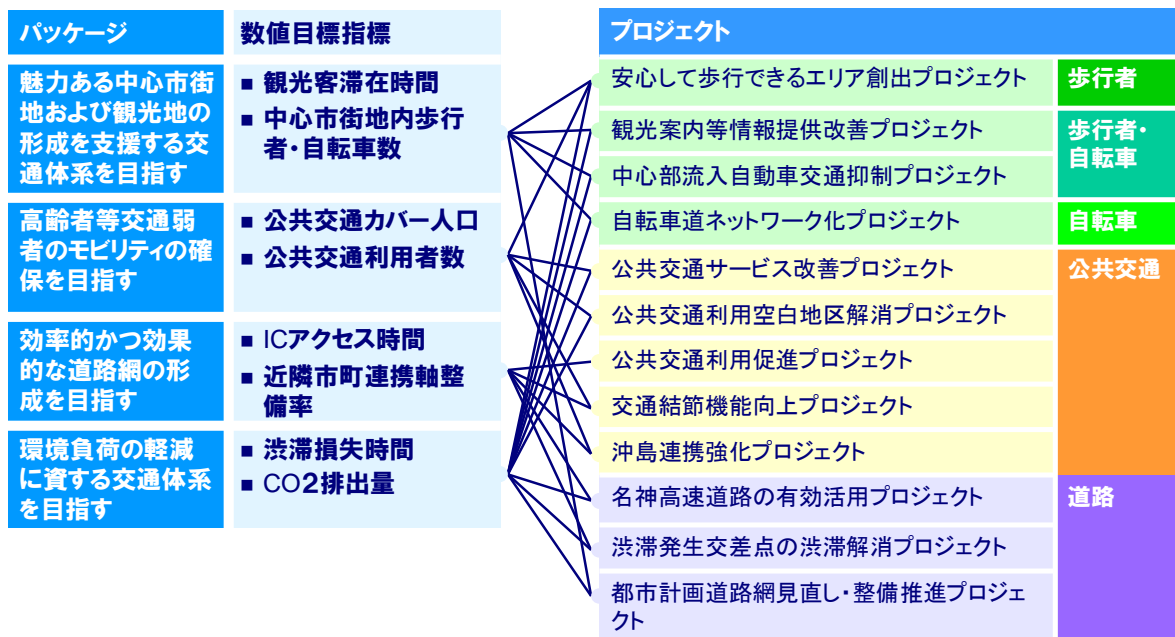 パッケージ
数値目標指標
魅力ある中心市街
地および観光地の
形成を支援する交
通体系を目指す
■ 観光客滞在時間
■ 中心市街地内歩行
者・自転車数
高齢者等交通弱
者のモビリティの確
保を目指す
■ 公共交通カバー人口
■ 公共交通利用者数
効率的かつ効果
的な道路網の形
成を目指す
■ ICアクセス時間
■ 近隣市町連携軸整
備率
環境負荷の軽減
に資する交通体系
を目指す
■ 渋滞損失時間
■ CO2排出量
プロジェクト
安心して歩行できるエリア創出プロジェクト
歩行者
観光案内等情報提供改善プロジェクト
中心部流入自動車交通抑制プロジェクト
歩行者・
自転車
自転車道ネットワーク化プロジェクト
自転車
公共交通サービス改善プロジェクト
公共交通利用空白地区解消プロジェクト
公共交通利用促進プロジェクト
交通結節機能向上プロジェクト
沖島連携強化プロジェクト
公共交通
名神高速道路の有効活用プロジェクト
渋滞発生交差点の渋滞解消プロジェクト
都市計画道路網見直し・整備推進プロジェ
クト
道路